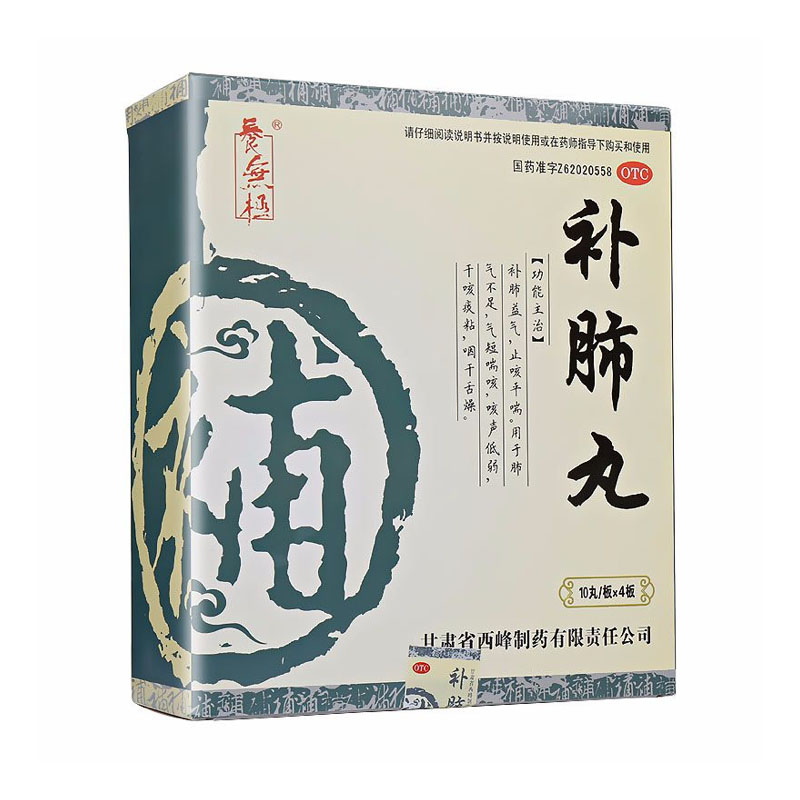 養無極
®
请仔细阅读说明书并按说明使用或在药师指导下购买和使用
国药准字Z62020558
OTC
补肺丸
【功能主治】
补肺益气，止咳平喘。用于肺
气不足，气短喘咳，咳声低弱，
干咳痰粘，咽干舌燥。
補
10丸/板x4板
甘肃省西峰制药有限责任公司
OTC
补肺